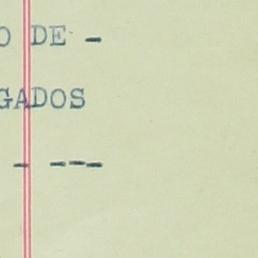 O DE -
GADOS
- ---